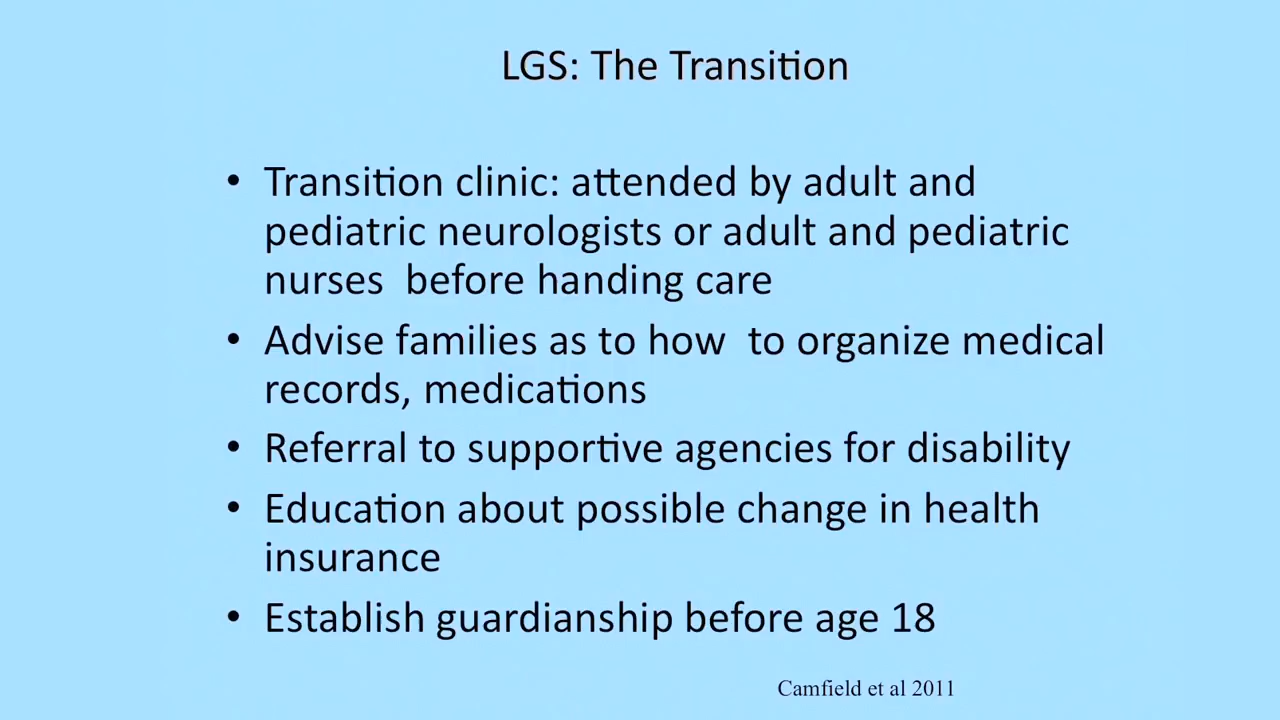 LGS: The Transition
• Transition clinic: attended by adult and
pediatric neurologists or adult and pediatric
nurses  before handing care
• Advise families as to how  to organize medical
records, medications
• Referral to supportive agencies for disability
• Education about possible change in health
insurance
• Establish guardianship before age 18
Camfield et al 2011